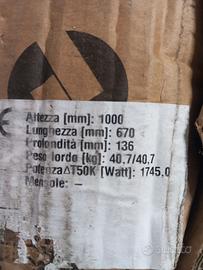 Altezza [mm]: 1000
Lunghezza [mm]: 670
Profondità [mm]: 136
Peso lordo [kg]: 40,7/40,7
Potenza ΔT50K [Watt]: 1745,0
Mensole: –
CE
subito